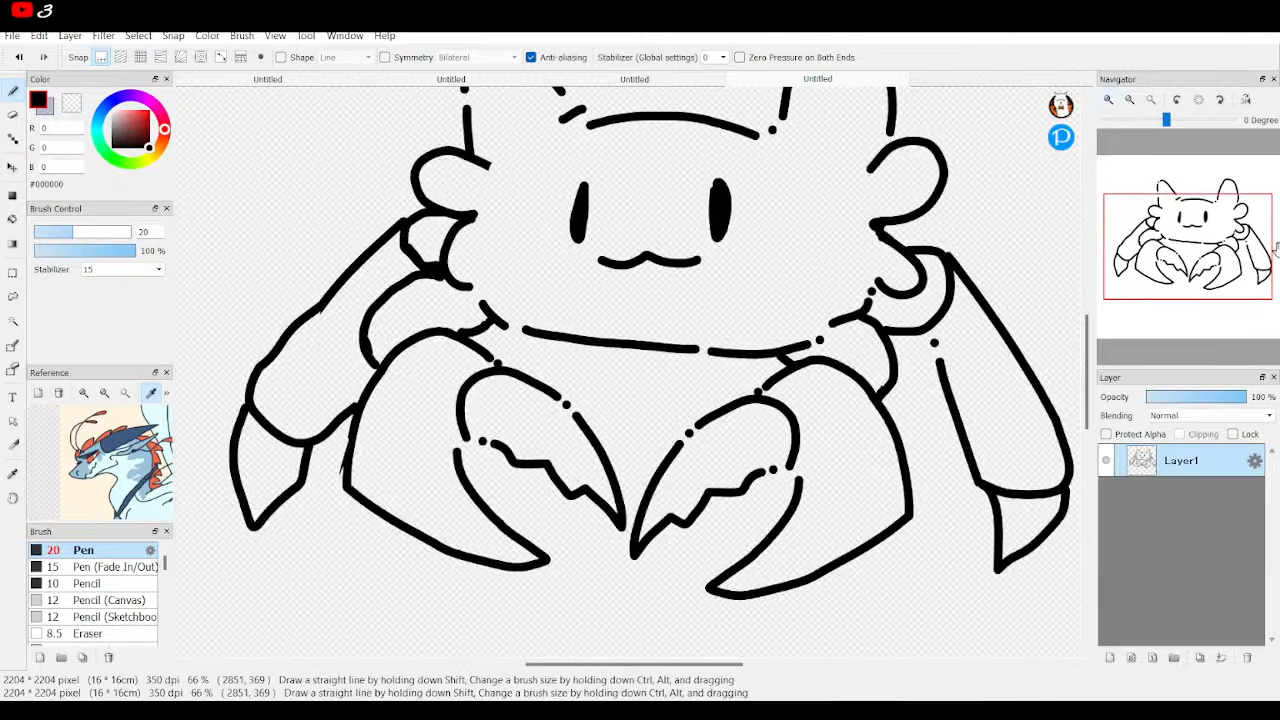 3
File Edit Layer Filter Select Snap Color Brush View Tool Window Help
Snap Shape Line Symmetry Bilateral Anti-aliasing Stabilizer (Global settings) 0 Zero Pressure on Both Ends
Color Untitled Untitled Untitled Untitled Navigator
R 0
G 0
B 0
#000000
0 Degree
Brush Control
20
100 %
Stabilizer 15
Reference
Layer
Opacity 100 %
Blending Normal
Protect Alpha Clipping Lock
Layer1
Brush
20 Pen
15 Pen (Fade In/Out)
10 Pencil
12 Pencil (Canvas)
12 Pencil (Sketchboo
8.5 Eraser
2204 * 2204 pixel (16 * 16cm) 350 dpi 66 % ( 2851, 369 ) Draw a straight line by holding down Shift, Change a brush size by holding down Ctrl, Alt, and dragging
2204 * 2204 pixel (16 * 16cm) 350 dpi 66 % ( 2851, 369 ) Draw a straight line by holding down Shift, Change a brush size by holding down Ctrl, Alt, and dragging